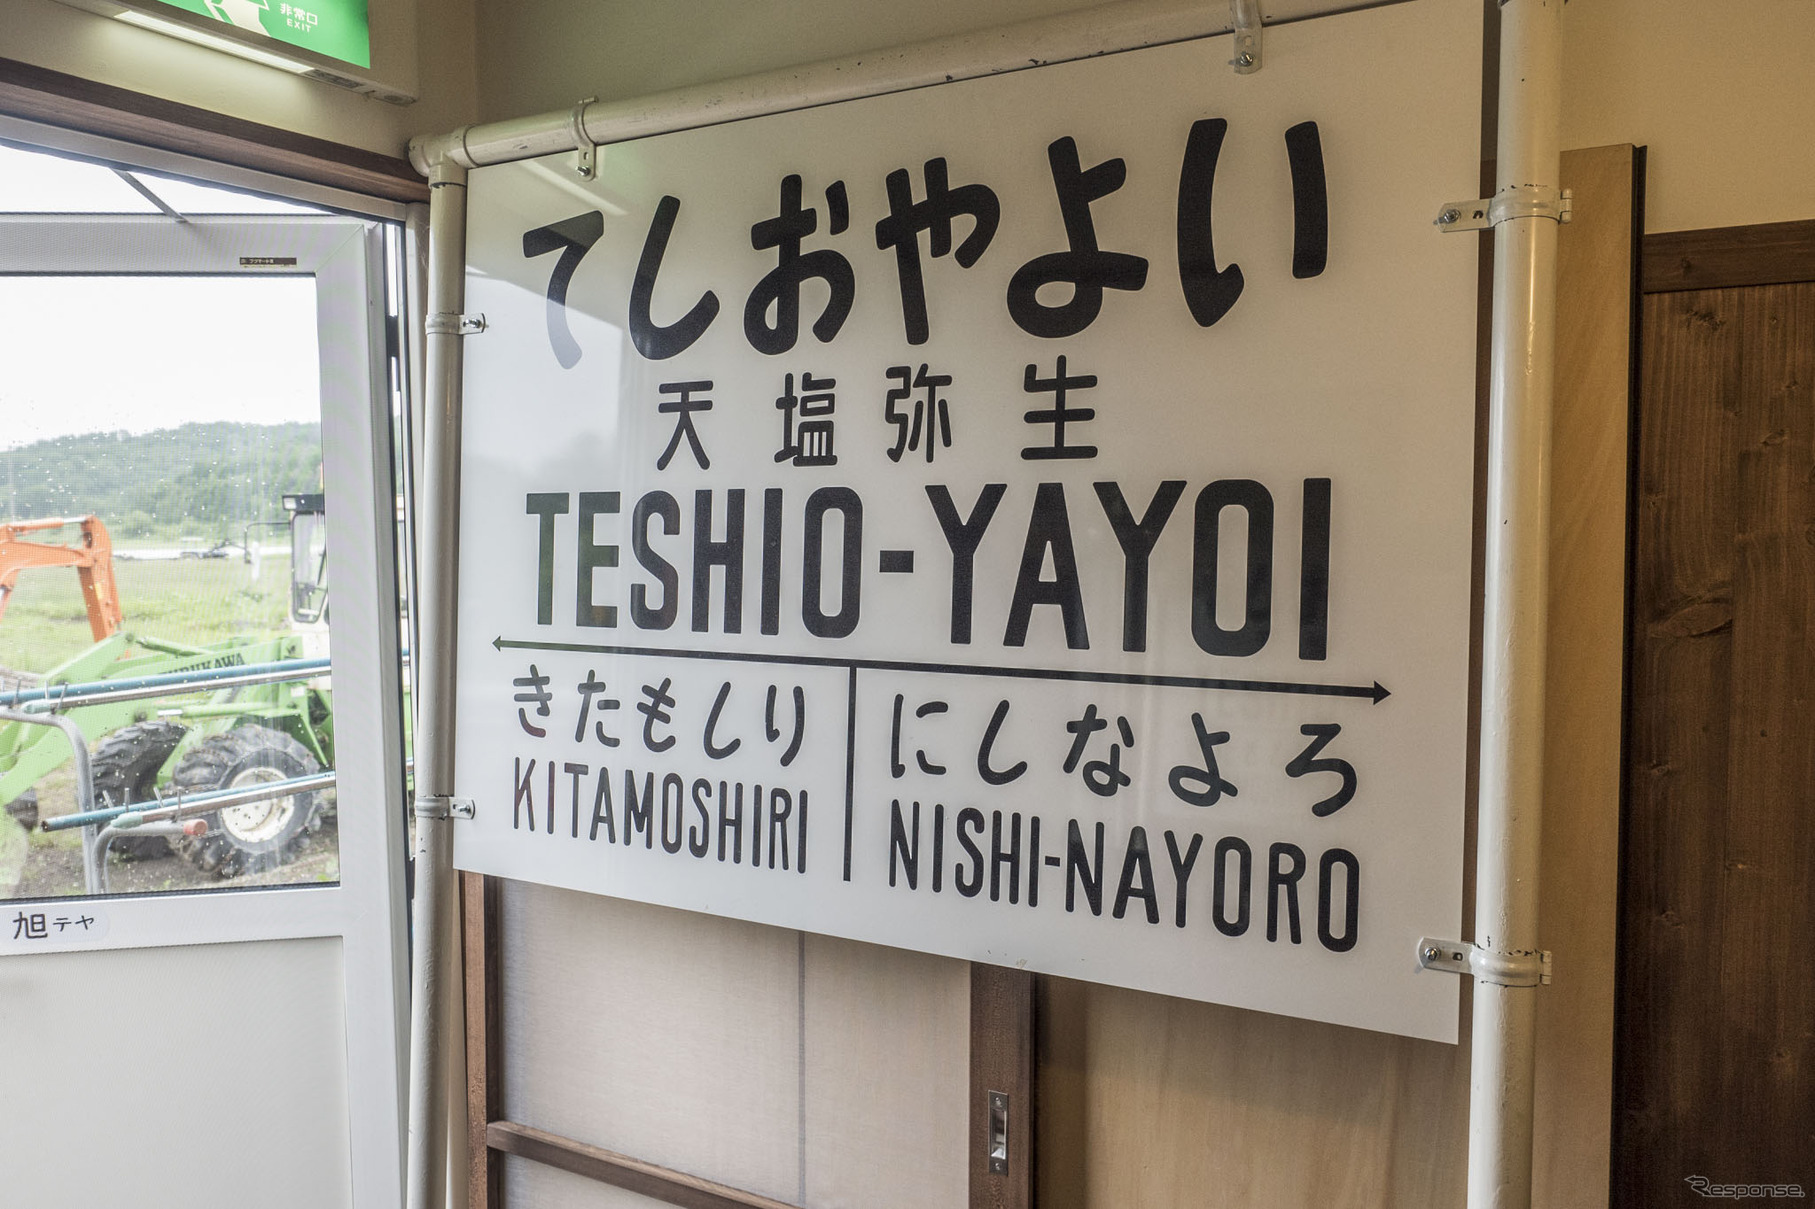 非常口
EXIT
てしおやよい
天塩弥生
TESHIO-YAYOI
きたもしり
KITAMOSHIRI
にしなよろ
NISHI-NAYORO
FURUKAWA
旭テヤ
Response.